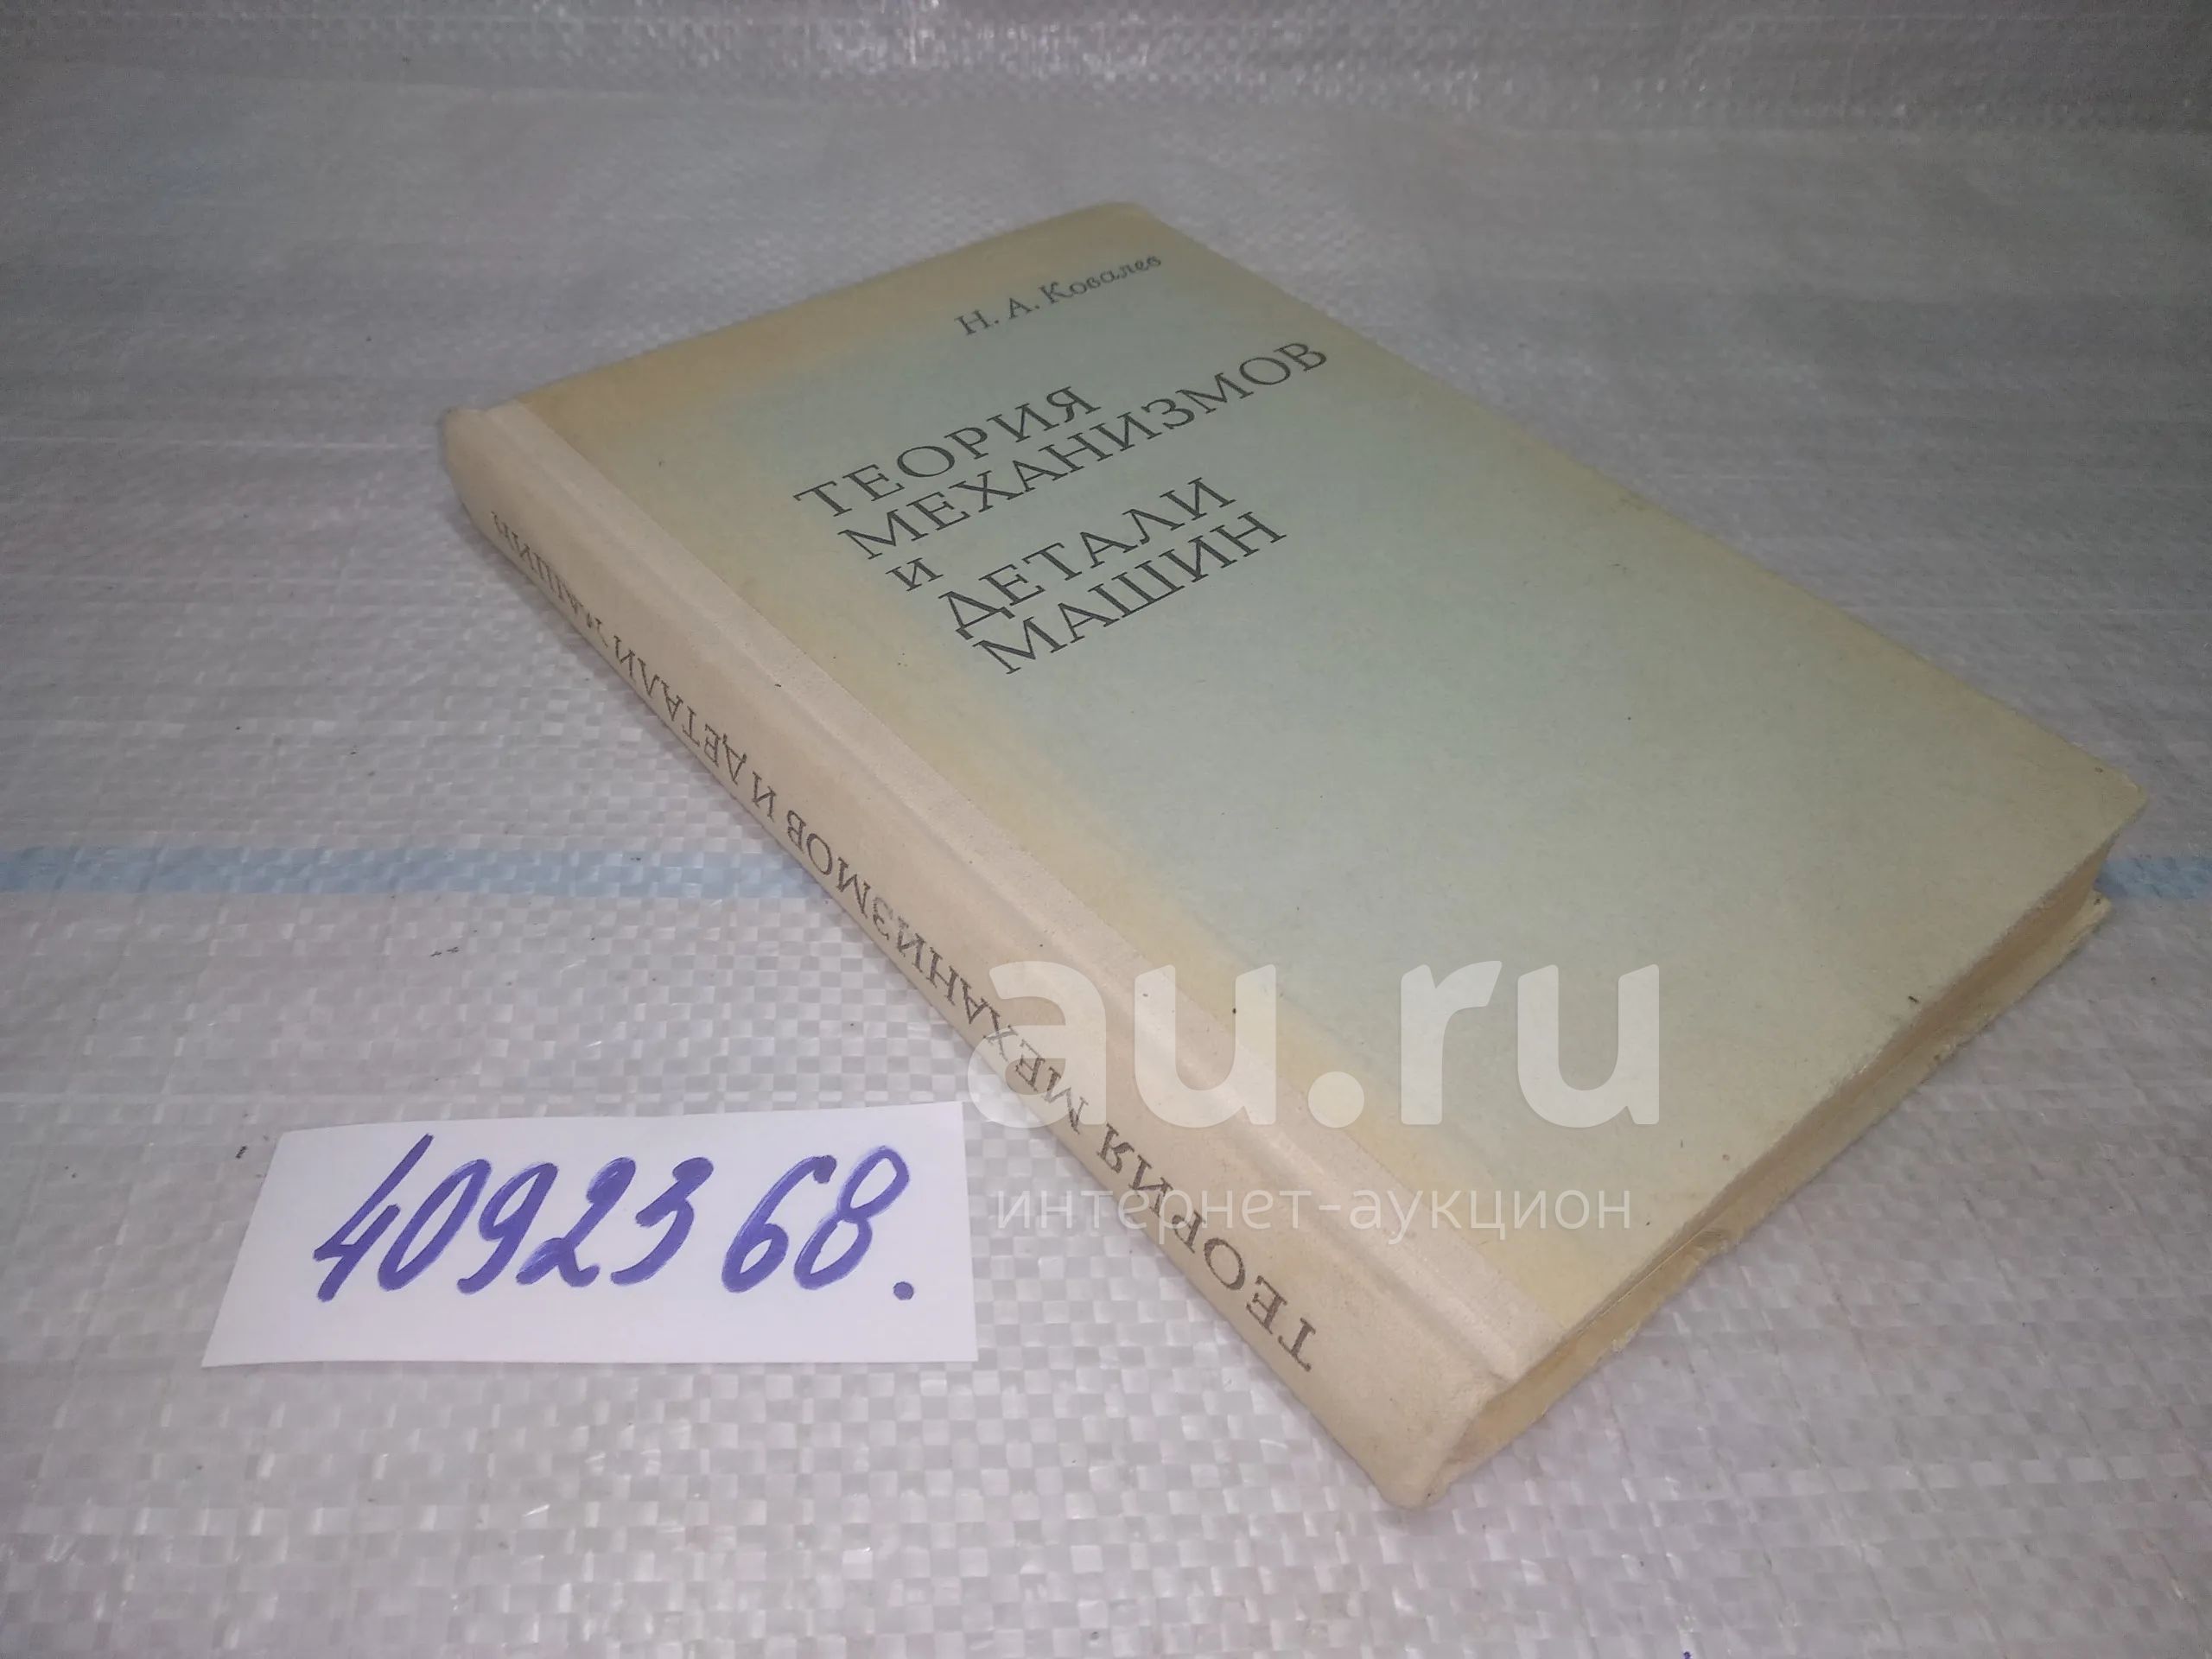 Н. А. Ковалев
ТЕОРИЯ
МЕХАНИЗМОВ
И
ДЕТАЛИ
МАШИН
ТЕОРИЯ МЕХАНИЗМОВ И ДЕТАЛИ МАШИН
4092368.
au.ru
интернет-аукцион